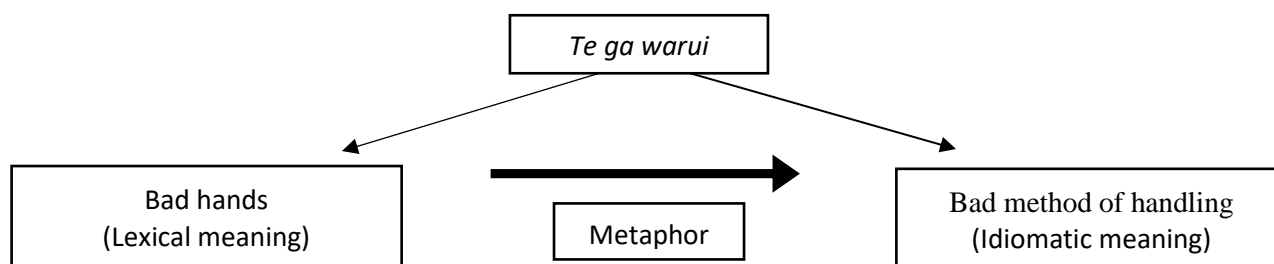 Te ga warui
Bad hands
(Lexical meaning)
Metaphor
Bad method of handling
(Idiomatic meaning)